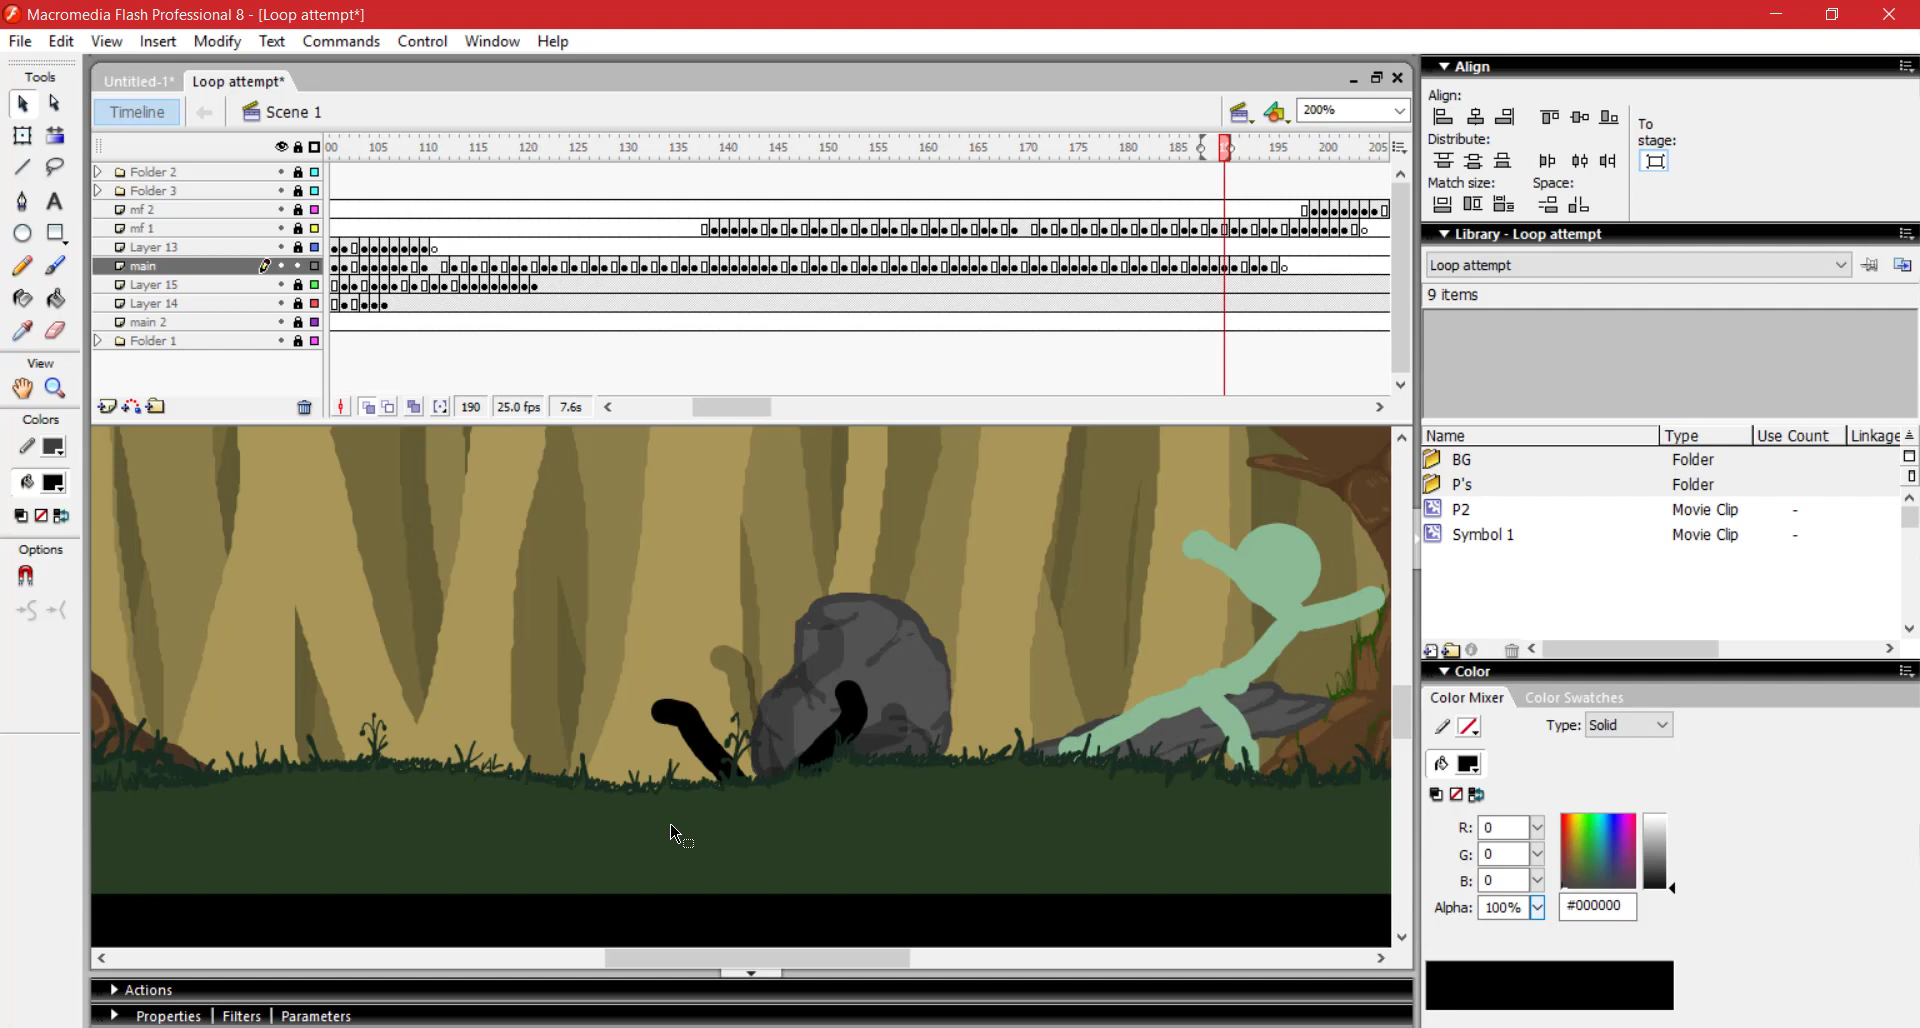 Macromedia Flash Professional 8 - [Loop attempt*]
File Edit View Insert Modify Text Commands Control Window Help
Tools
Untitled-1* Loop attempt*
Timeline Scene 1 200%
00 105 110 115 120 125 130 135 140 145 150 155 160 165 170 175 180 185 195 200 205
Folder 2
Folder 3
mf 2
mf 1
Layer 13
main
Layer 15
Layer 14
main 2
Folder 1
190 25.0 fps 7.6s
View
Colors
Options
Align
Align:
Distribute:
To stage:
Match size: Space:
Library - Loop attempt
Loop attempt
9 items
Name Type Use Count Linkage
BG Folder
P's Folder
P2 Movie Clip -
Symbol 1 Movie Clip -
Color
Color Mixer Color Swatches
Type: Solid
R: 0
G: 0
B: 0
Alpha: 100% #000000
Actions
Properties Filters Parameters